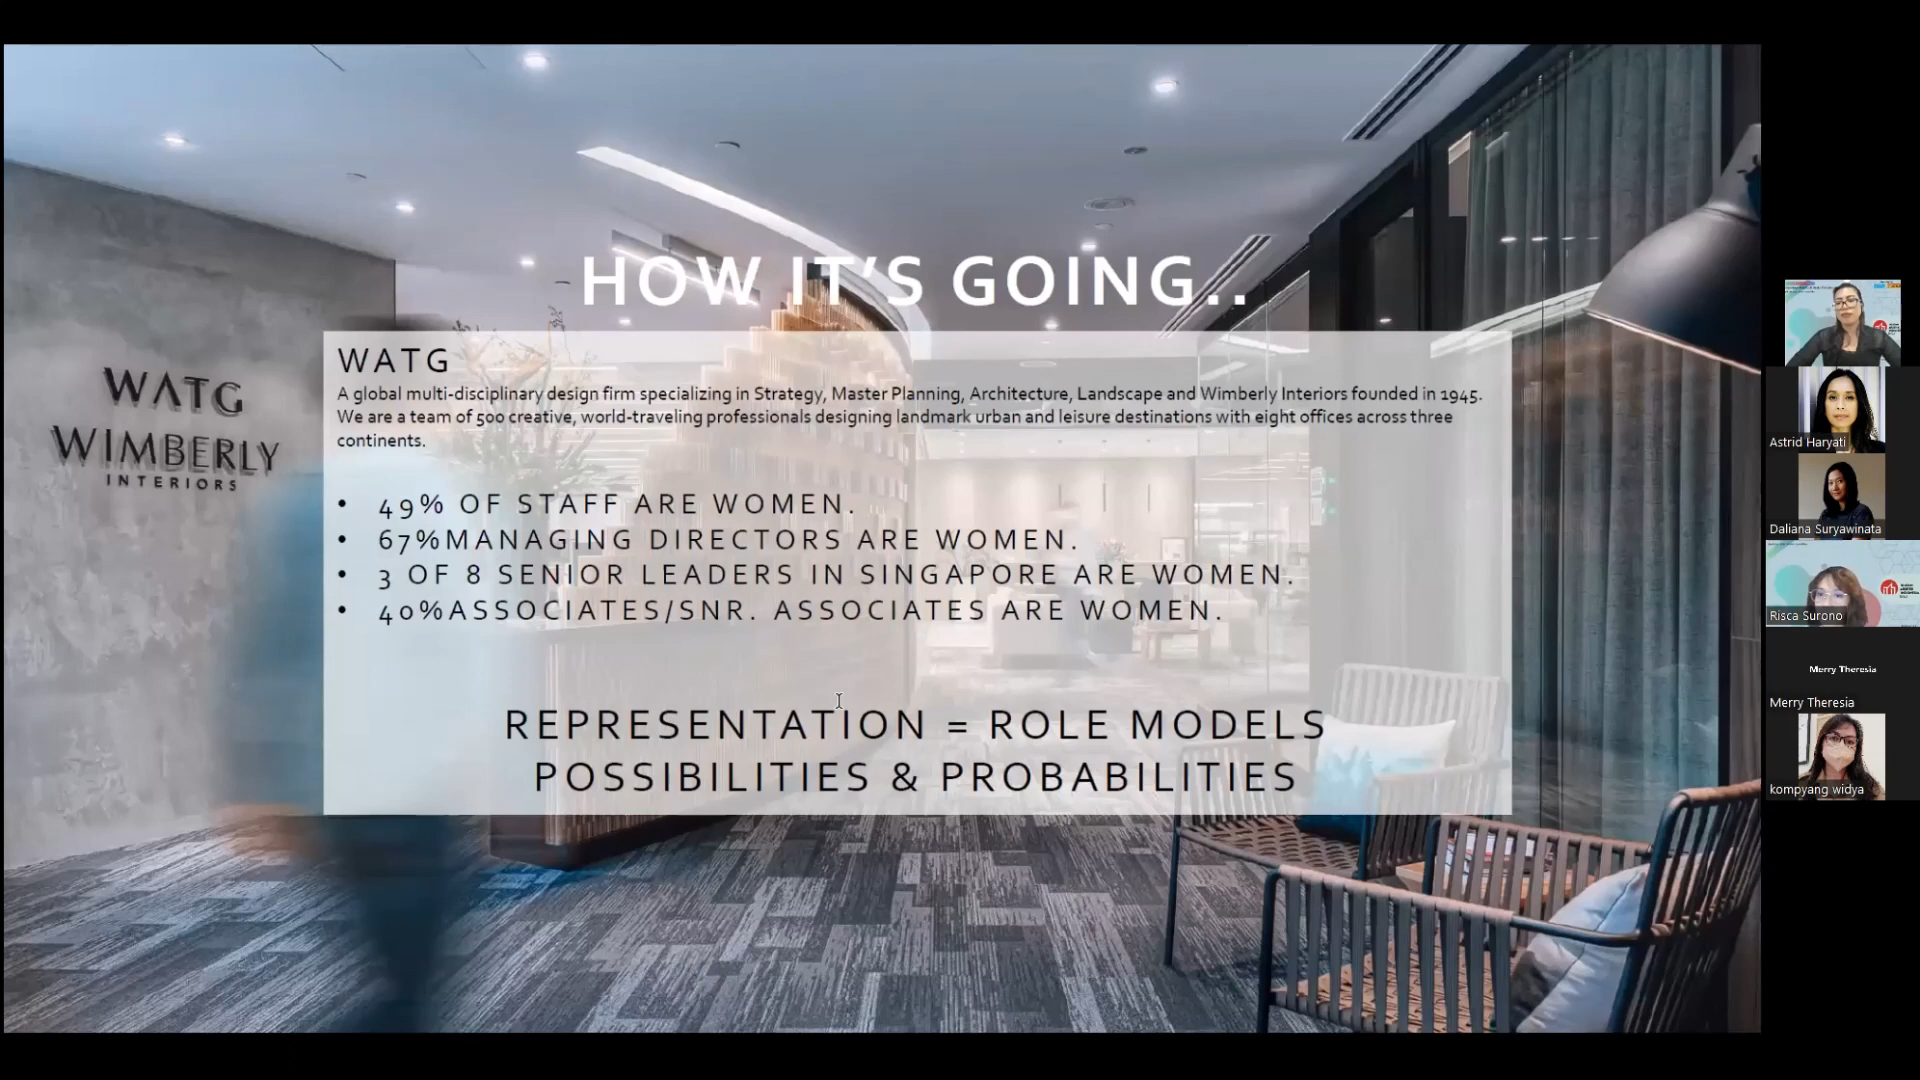 HOW IT'S GOING..
WATG
WIMBERLY
INTERIORS
WATG
A global multi-disciplinary design firm specializing in Strategy, Master Planning, Architecture, Landscape and Wimberly Interiors founded in 1945.
We are a team of 500 creative, world-traveling professionals designing landmark urban and leisure destinations with eight offices across three
continents.
• 49% OF STAFF ARE WOMEN.
• 67%MANAGING DIRECTORS ARE WOMEN.
• 3 OF 8 SENIOR LEADERS IN SINGAPORE ARE WOMEN.
• 40%ASSOCIATES/SNR. ASSOCIATES ARE WOMEN.
REPRESENTATION = ROLE MODELS
POSSIBILITIES & PROBABILITIES
Astrid Haryati
Daliana Suryawinata
Risca Surono
Merry Theresia
Merry Theresia
kompyang widya